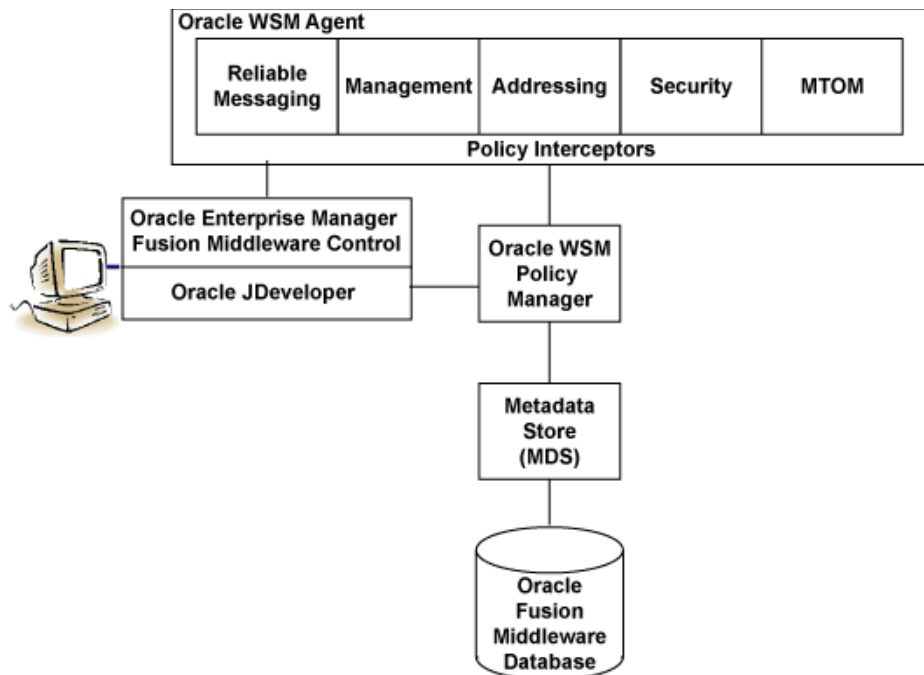 Oracle WSM Agent
Reliable
Messaging
Management
Addressing
Security
MTOM
Policy Interceptors
Oracle Enterprise Manager
Fusion Middleware Control
Oracle JDeveloper
Oracle WSM
Policy
Manager
Metadata
Store
(MDS)
Oracle
Fusion
Middleware
Database